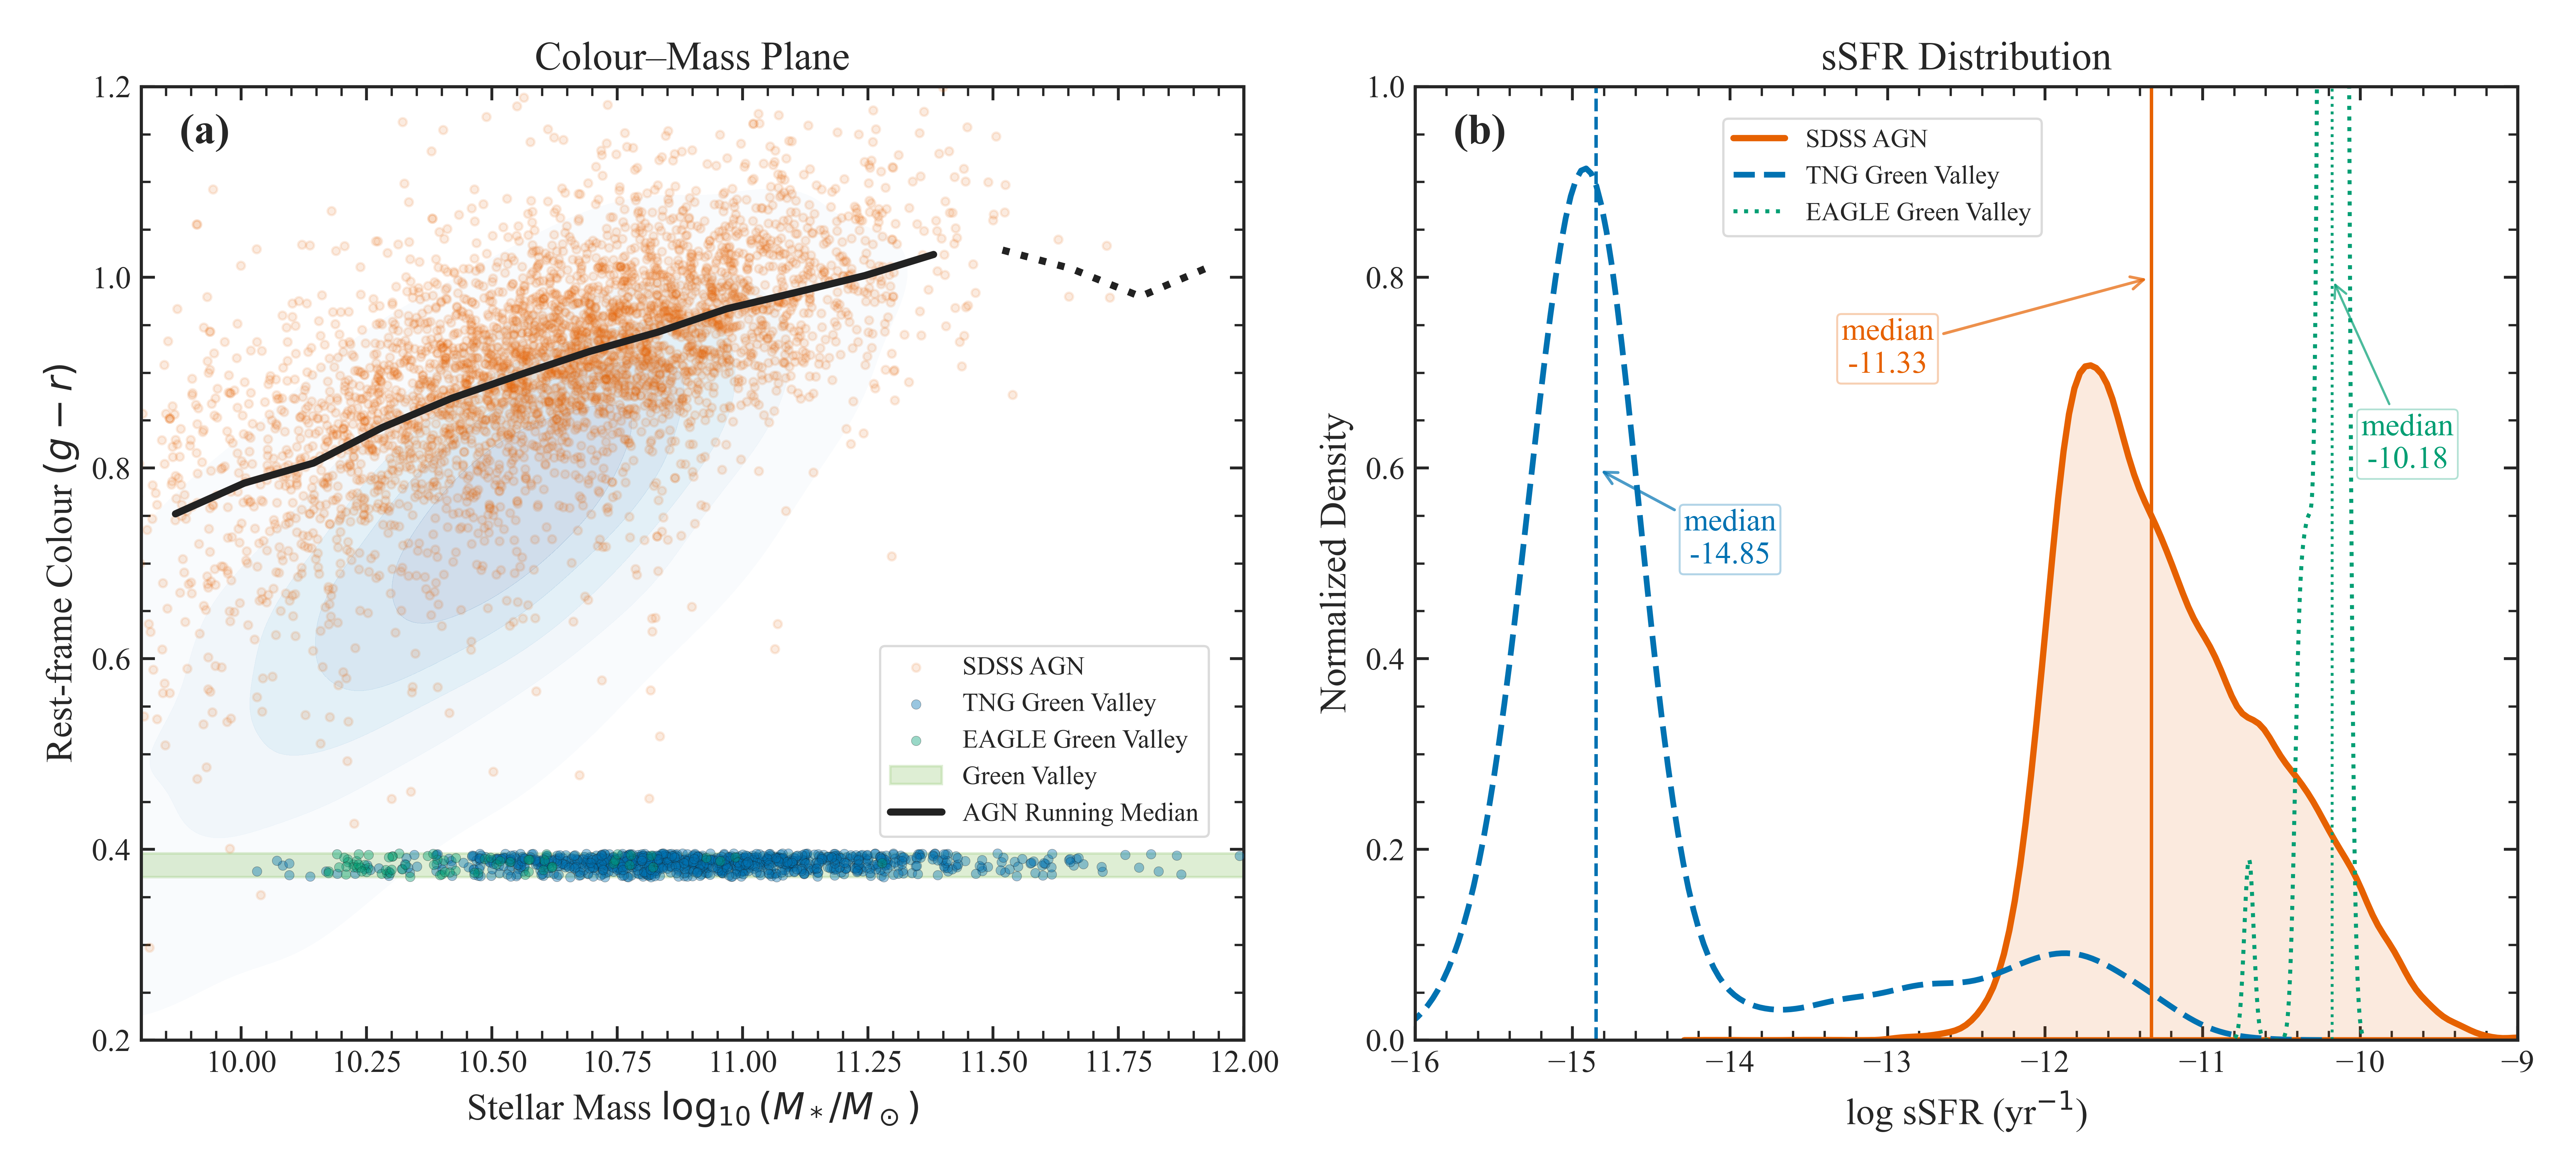 Colour–Mass Plane
(a)
Rest-frame Colour (g − r)
1.2
1.0
0.8
0.6
0.4
0.2
SDSS AGN
TNG Green Valley
EAGLE Green Valley
Green Valley
AGN Running Median
10.00 10.25 10.50 10.75 11.00 11.25 11.50 11.75 12.00
Stellar Mass log₁₀ (M∗/M⊙)
sSFR Distribution
(b)
Normalized Density
1.0
0.8
0.6
0.4
0.2
0.0
SDSS AGN
TNG Green Valley
EAGLE Green Valley
median
-11.33
median
-10.18
median
-14.85
−16 −15 −14 −13 −12 −11 −10 −9
log sSFR (yr⁻¹)